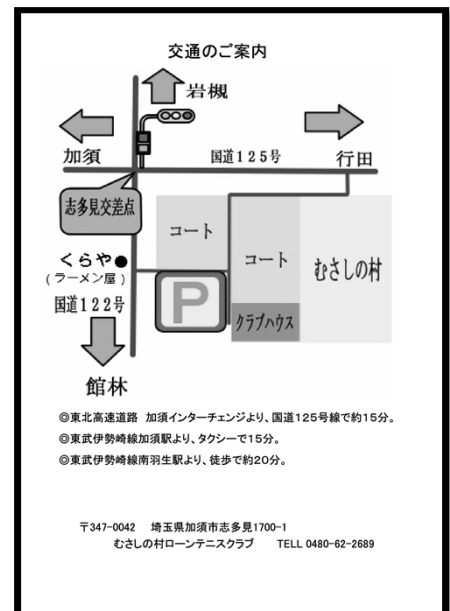 交通のご案内
岩槻
加須
国道125号
行田
志多見交差点
コート
コート
むさしの村
くらや●
(ラーメン屋)
P
国道122号
クラブハウス
館林
◎東北高速道路 加須インターチェンジより、国道125号線で約15分。
◎東武伊勢崎線加須駅より、タクシーで15分。
◎東武伊勢崎線南羽生駅より、徒歩で約20分。
〒347-0042 埼玉県加須市志多見1700-1
むさしの村ローンテニスクラブ TELL 0480-62-2689